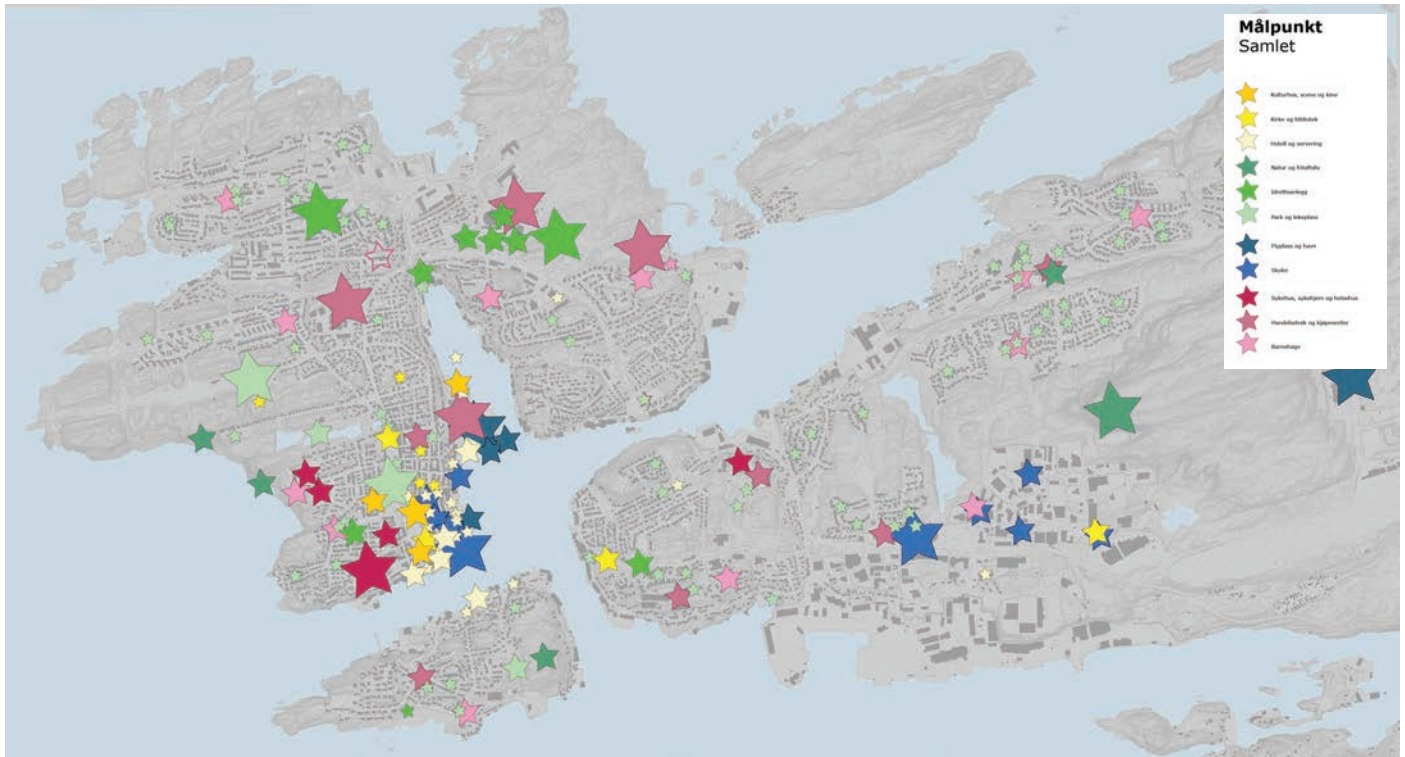 Målpunkt
Samlet
Kulturhus, scene og kino
Kirke og bibliotek
Hotell og servering
Natur og friluftsliv
Idrettsanlegg
Park og lekeplass
Flyplass og havn
Skoler
Sykehus, sykehjem og helsehus
Handelssentrum og kjøpesenter
Barnehage